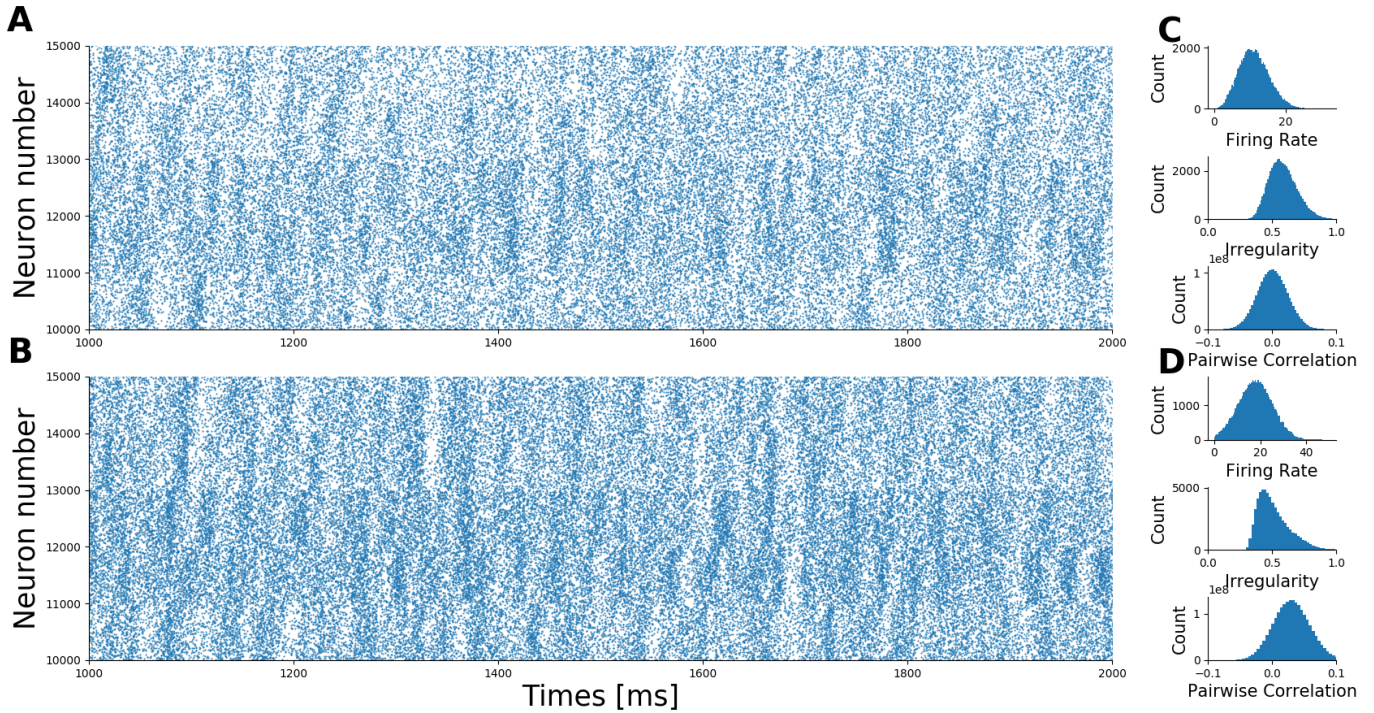 A
Neuron number
15000
14000
13000
12000
11000
10000
1000 1200 1400 1600 1800 2000
B
Neuron number
15000
14000
13000
12000
11000
10000
1000 1200 1400 1600 1800 2000
Times [ms]
C
Count
2000
0
0 20
Firing Rate
Count
2000
0
0.0 0.5 1.0
Irregularity
1e8
Count
1
0
−0.1 0.0 0.1
Pairwise Correlation
D
Count
1000
0
0 20 40
Firing Rate
Count
5000
0
0.0 0.5 1.0
Irregularity
1e8
Count
1
0
−0.1 0.0 0.1
Pairwise Correlation